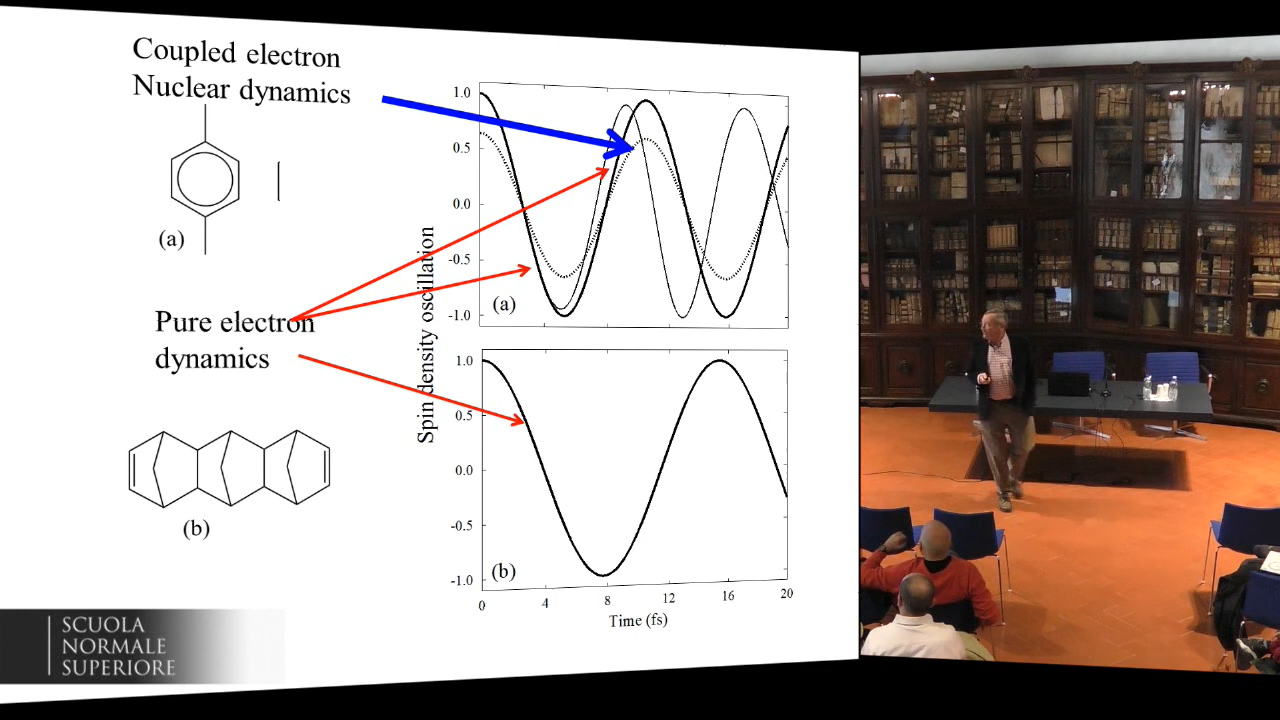 Coupled electron
Nuclear dynamics
(a)
Pure electron
dynamics
(b)
Spin density oscillation
1.0
0.5
0.0
-0.5
-1.0
(a)
1.0
0.5
0.0
-0.5
-1.0
(b)
0 4 8 12 16 20
Time (fs)
SCUOLA
NORMALE
SUPERIORE